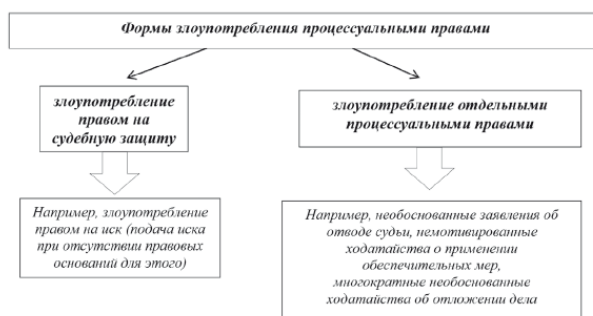 Формы злоупотребления процессуальными правами
злоупотребление
правом на
судебную защиту
злоупотребление отдельными
процессуальными правами
Например, злоупотребление
правом на иск (подача иска
при отсутствии правовых
оснований для этого)
Например, необоснованные заявления об
отводе судьи, немотивированные
ходатайства о применении
обеспечительных мер,
многократные необоснованные
ходатайства об отложении дела